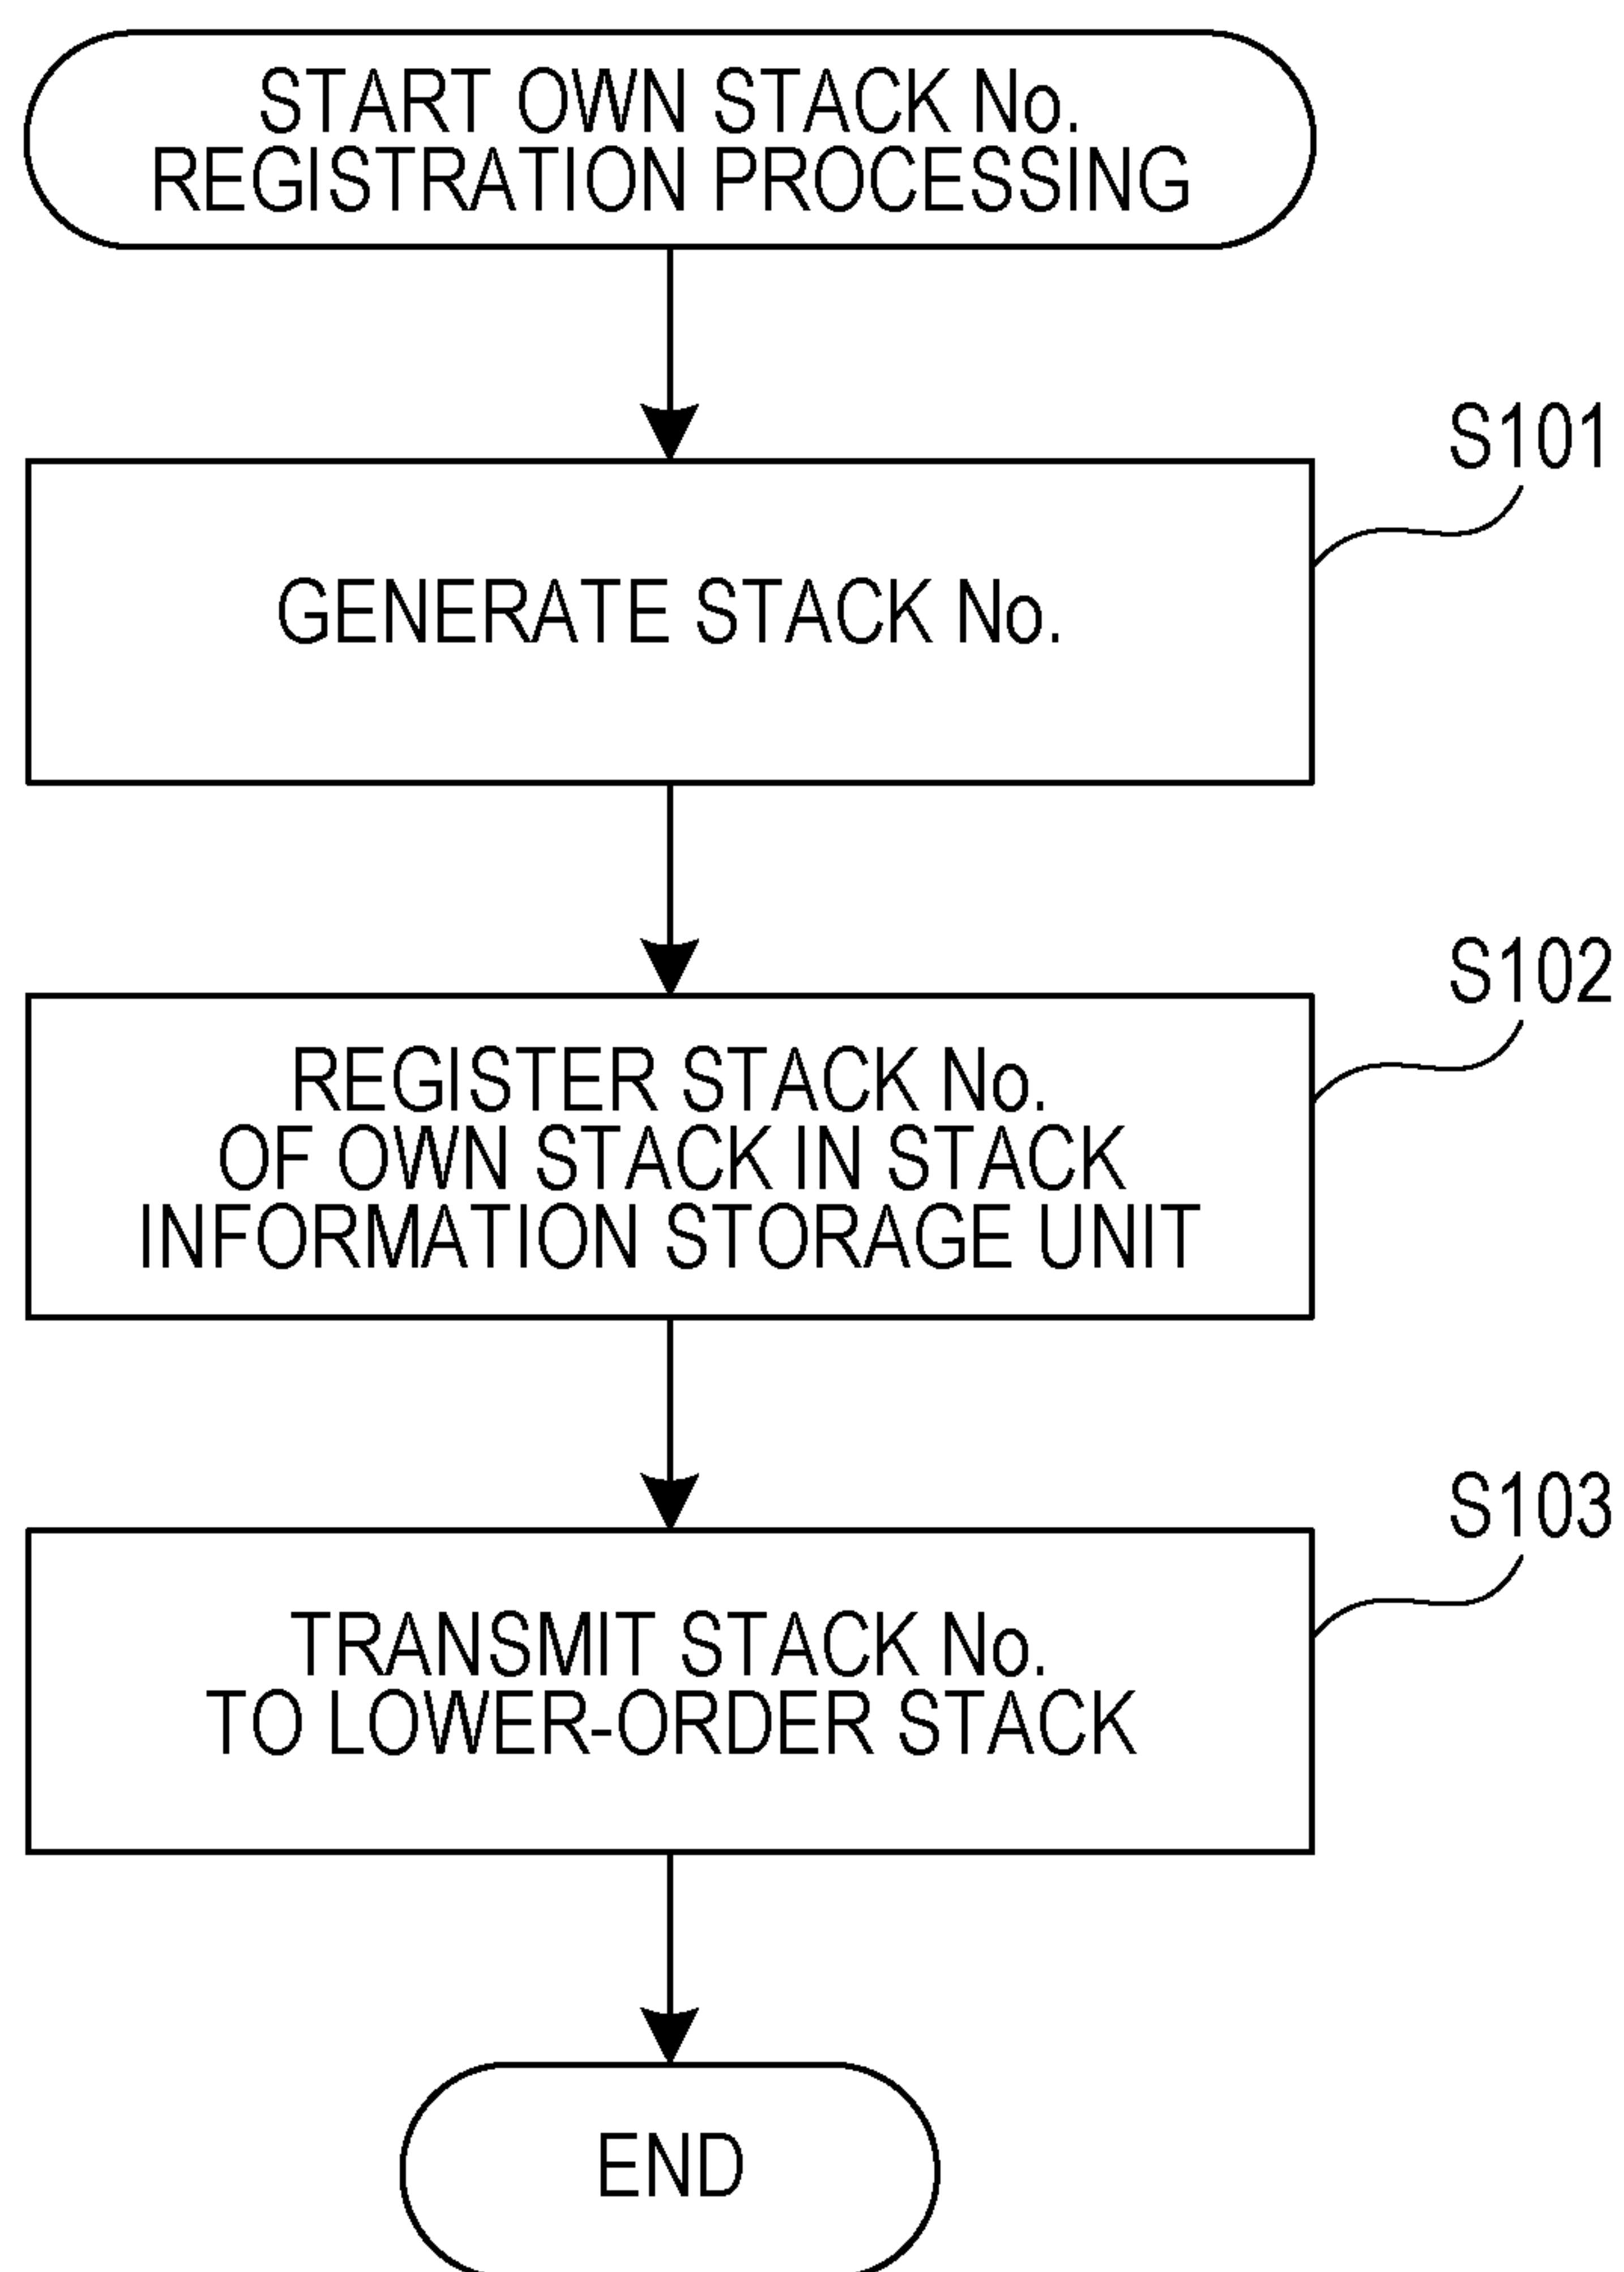 START OWN STACK No.
REGISTRATION PROCESSING
S101
GENERATE STACK No.
S102
REGISTER STACK No.
OF OWN STACK IN STACK
INFORMATION STORAGE UNIT
S103
TRANSMIT STACK No.
TO LOWER-ORDER STACK
END